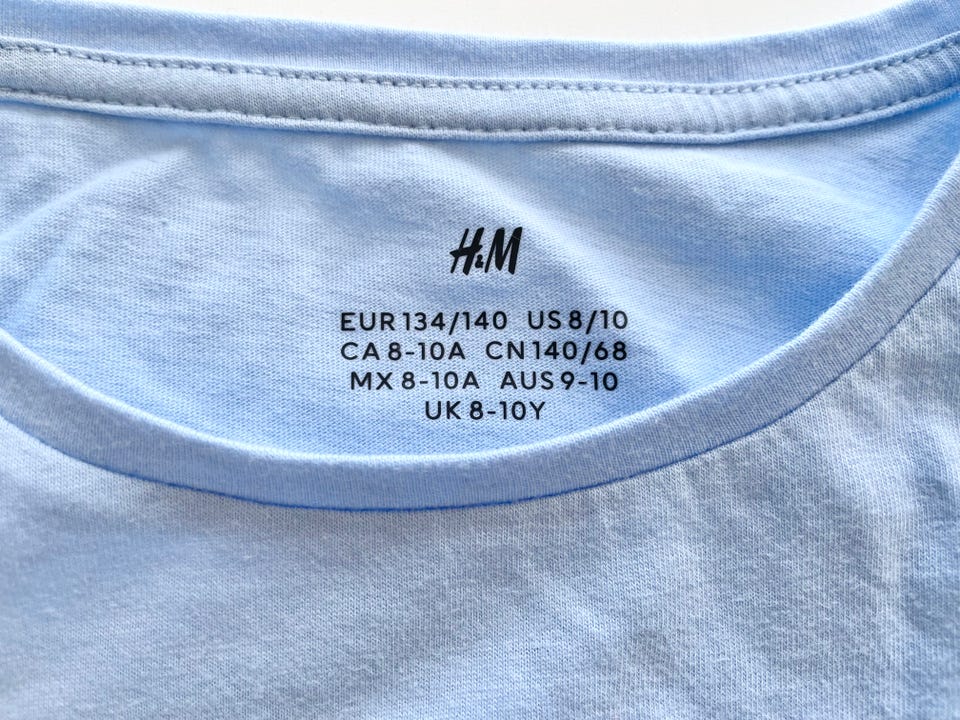 H&M
EUR 134/140 US 8/10
CA 8-10A CN 140/68
MX 8-10A AUS 9-10
UK 8-10Y